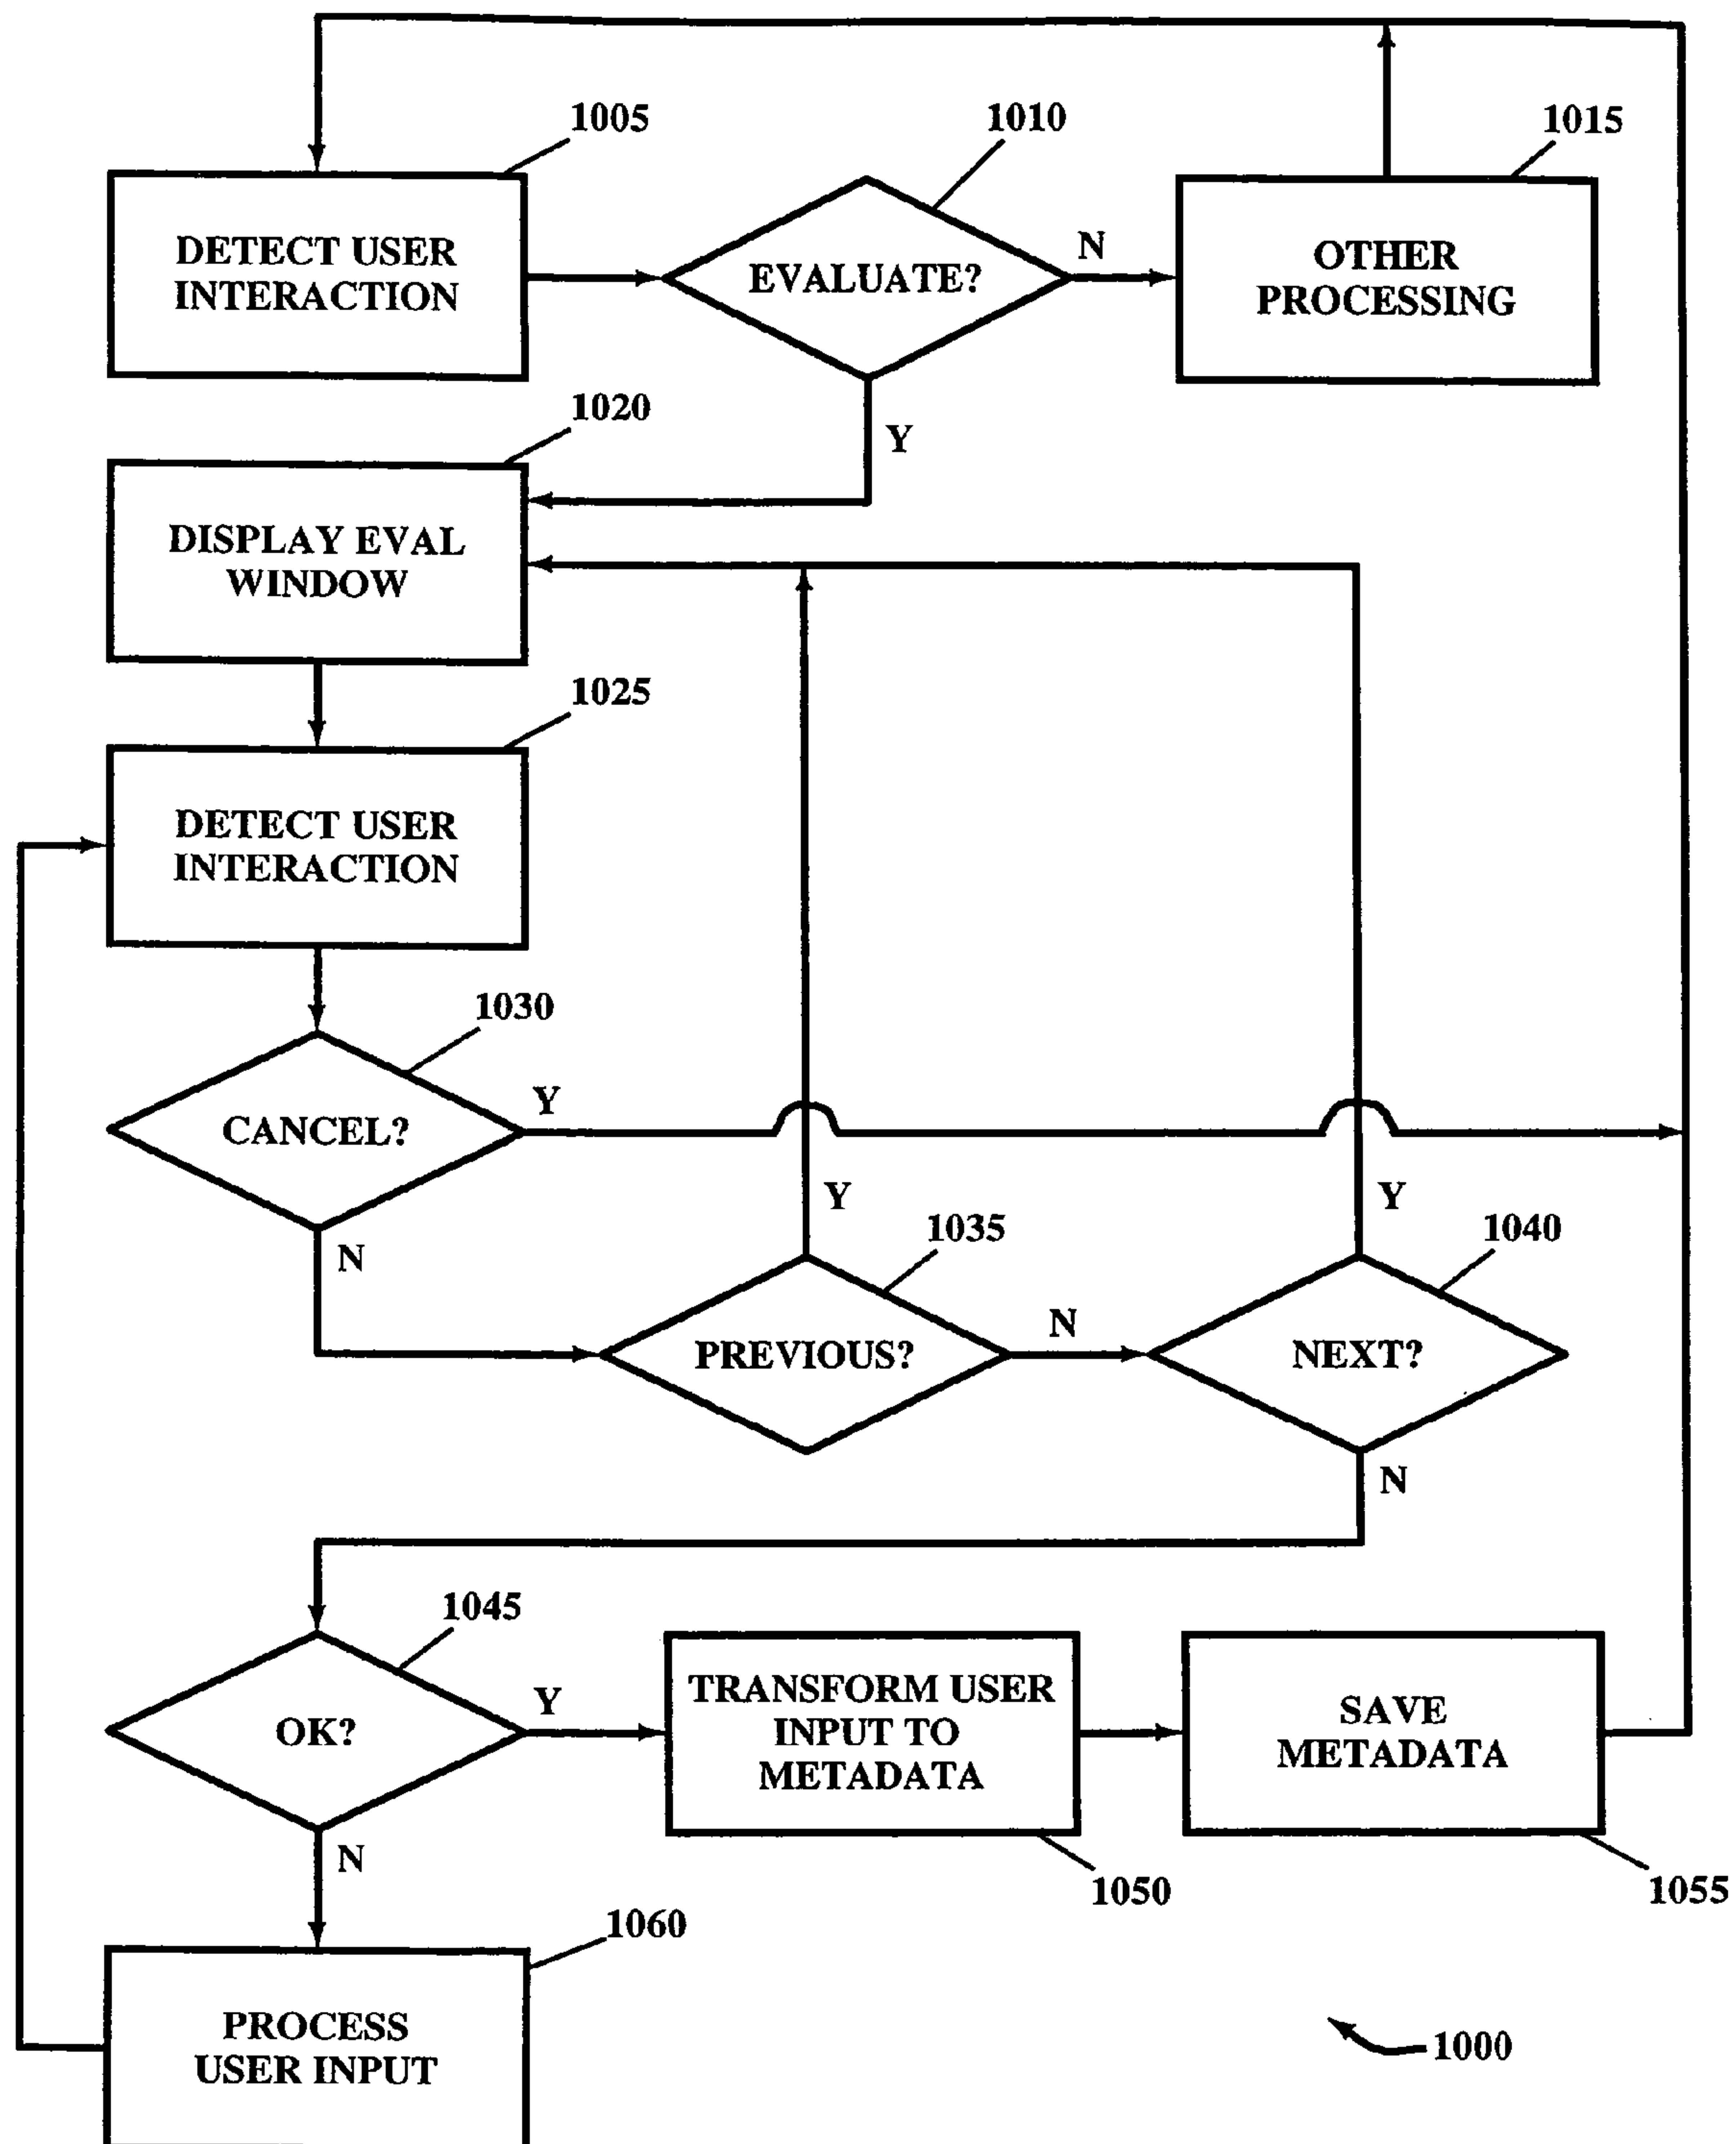 1005
1010
1015
DETECT USER
INTERACTION
EVALUATE?
N
OTHER
PROCESSING
Y
1020
DISPLAY EVAL
WINDOW
1025
DETECT USER
INTERACTION
1030
CANCEL?
Y
N
Y
Y
1035
1040
PREVIOUS?
N
NEXT?
N
1045
OK?
Y
TRANSFORM USER
INPUT TO
METADATA
SAVE
METADATA
N
1050
1055
1060
PROCESS
USER INPUT
1000